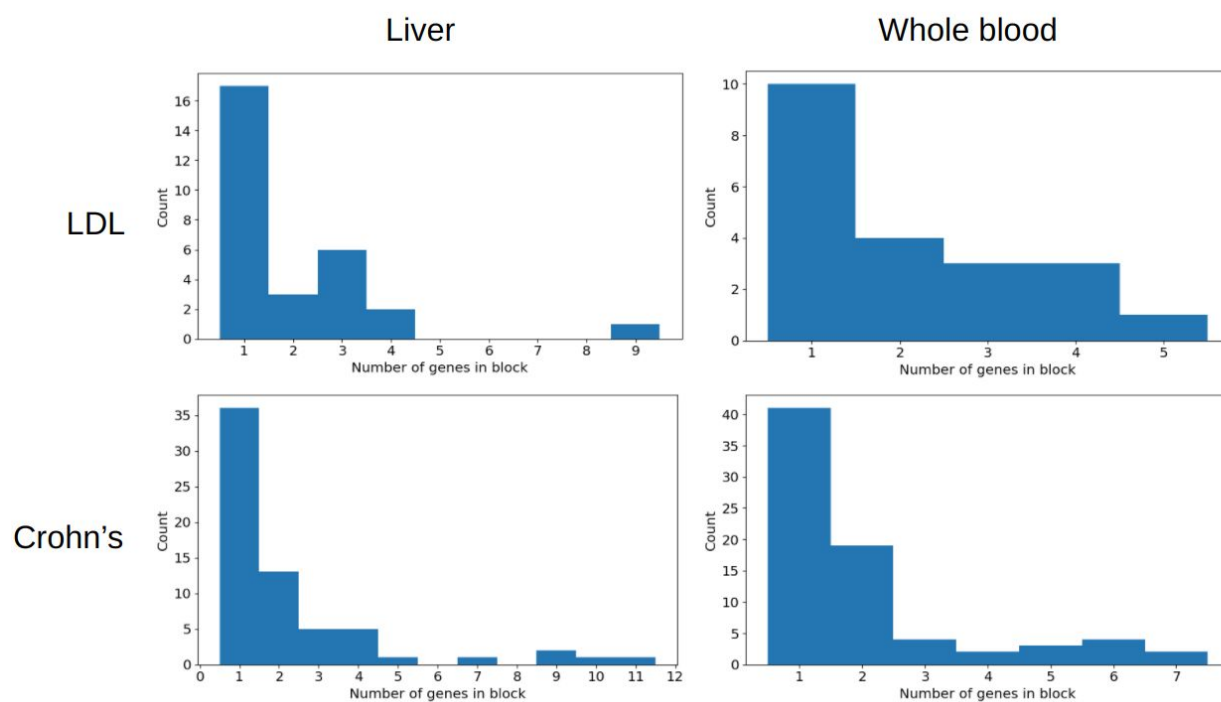 Liver
Whole blood
LDL
Count
16
14
12
10
8
6
4
2
0
1 2 3 4 5 6 7 8 9
Number of genes in block
Count
10
8
6
4
2
0
1 2 3 4 5
Number of genes in block
Crohn's
Count
35
30
25
20
15
10
5
0
0 1 2 3 4 5 6 7 8 9 10 11 12
Number of genes in block
Count
40
35
30
25
20
15
10
5
0
1 2 3 4 5 6 7
Number of genes in block